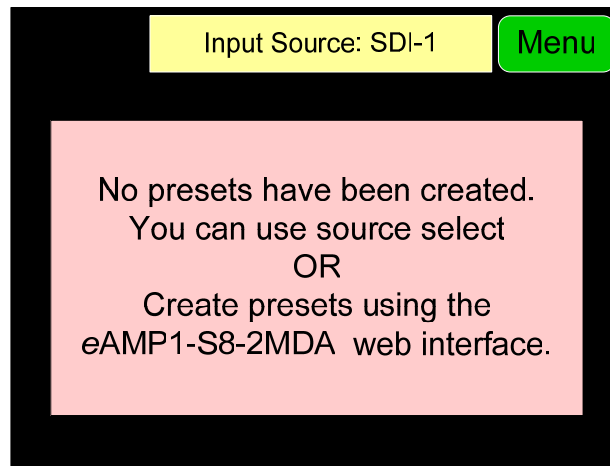 Input Source: SDI-1
Menu
No presets have been created.
You can use source select
OR
Create presets using the
eAMP1-S8-2MDA web interface.